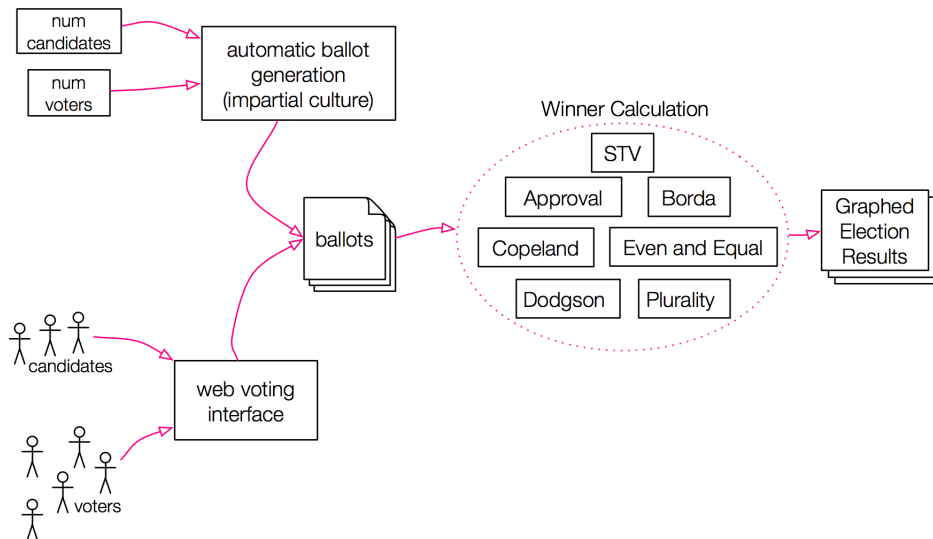 num
candidates
num
voters
automatic ballot
generation
(impartial culture)
Winner Calculation
STV
Approval
Borda
ballots
Copeland
Even and Equal
Dodgson
Plurality
Graphed
Election
Results
candidates
web voting
interface
voters